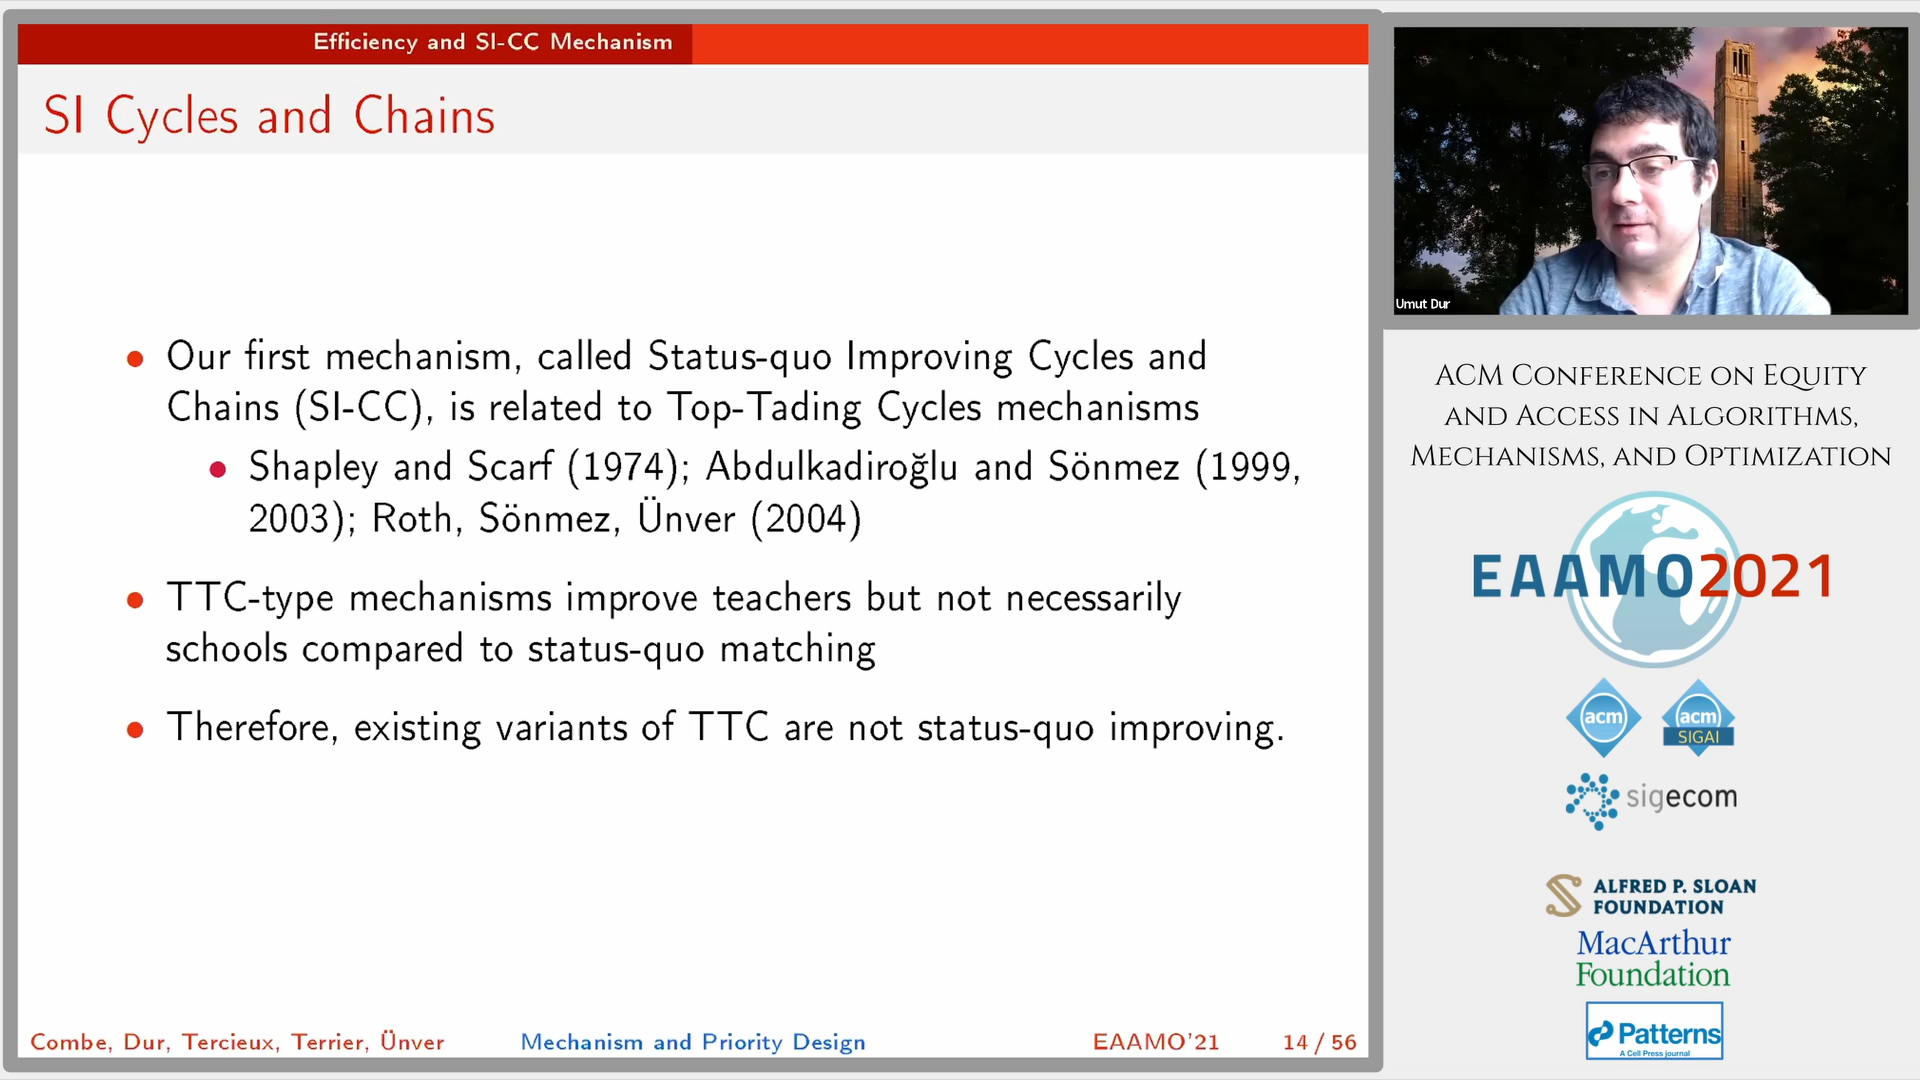 Efficiency and SI-CC Mechanism
SI Cycles and Chains
• Our first mechanism, called Status-quo Improving Cycles and
Chains (SI-CC), is related to Top-Tading Cycles mechanisms
• Shapley and Scarf (1974); Abdulkadiroğlu and Sönmez (1999,
2003); Roth, Sönmez, Ünver (2004)
• TTC-type mechanisms improve teachers but not necessarily
schools compared to status-quo matching
• Therefore, existing variants of TTC are not status-quo improving.
Combe, Dur, Tercieux, Terrier, Ünver Mechanism and Priority Design EAAMO'21 14 / 56
Umut Dur
ACM Conference on Equity
and Access in Algorithms,
Mechanisms, and Optimization
EAAMO2021
acm
acm
SIGAI
sigecom
ALFRED P. SLOAN
FOUNDATION
MacArthur
Foundation
Patterns
A Cell Press journal